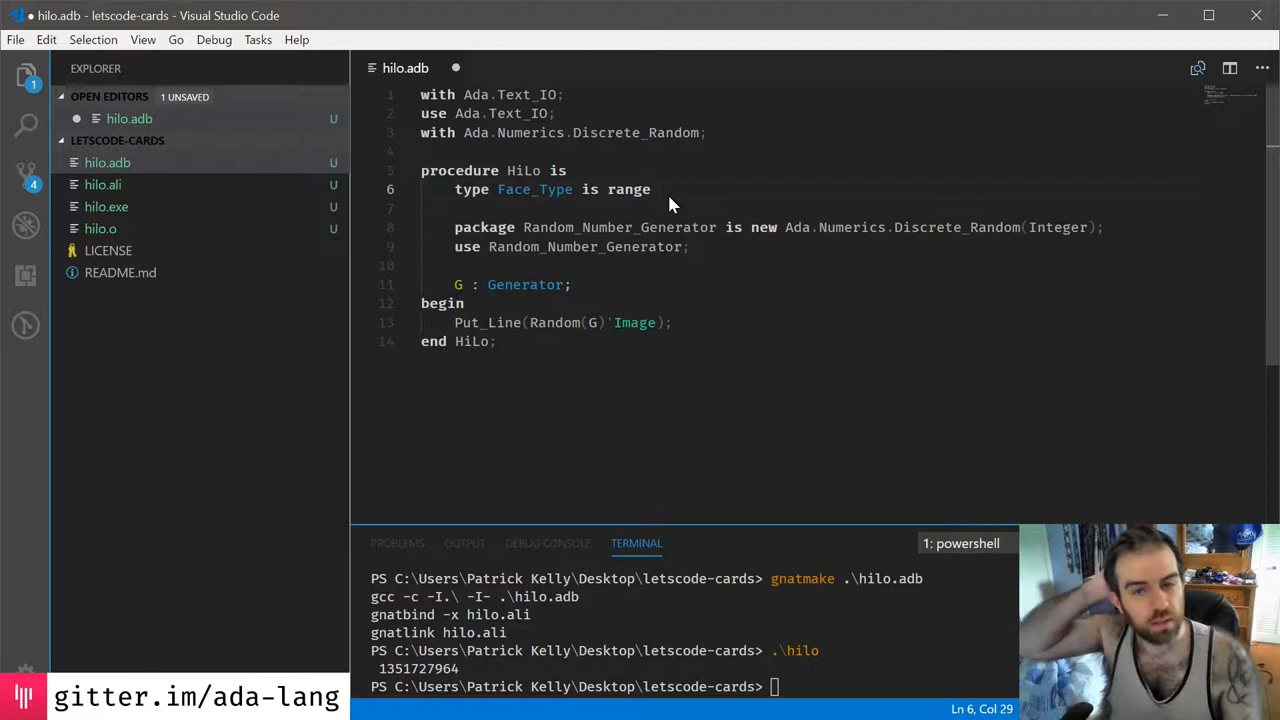 ● hilo.adb - letscode-cards - Visual Studio Code
File Edit Selection View Go Debug Tasks Help
1
4
EXPLORER
OPEN EDITORS 1 UNSAVED
hilo.adb U
LETSCODE-CARDS
hilo.adb U
hilo.ali U
hilo.exe U
hilo.o U
LICENSE
README.md
hilo.adb
1 with Ada.Text_IO;
2 use Ada.Text_IO;
3 with Ada.Numerics.Discrete_Random;
4
5 procedure HiLo is
6 type Face_Type is range
7
8 package Random_Number_Generator is new Ada.Numerics.Discrete_Random(Integer);
9 use Random_Number_Generator;
10
11 G : Generator;
12 begin
13 Put_Line(Random(G)'Image);
14 end HiLo;
PROBLEMS OUTPUT DEBUG CONSOLE TERMINAL 1: powershell
PS C:\Users\Patrick Kelly\Desktop\letscode-cards> gnatmake .\hilo.adb
gcc -c -I.\ -I- .\hilo.adb
gnatbind -x hilo.ali
gnatlink hilo.ali
PS C:\Users\Patrick Kelly\Desktop\letscode-cards> .\hilo
1351727964
PS C:\Users\Patrick Kelly\Desktop\letscode-cards>
gitter.im/ada-lang
Ln 6, Col 29